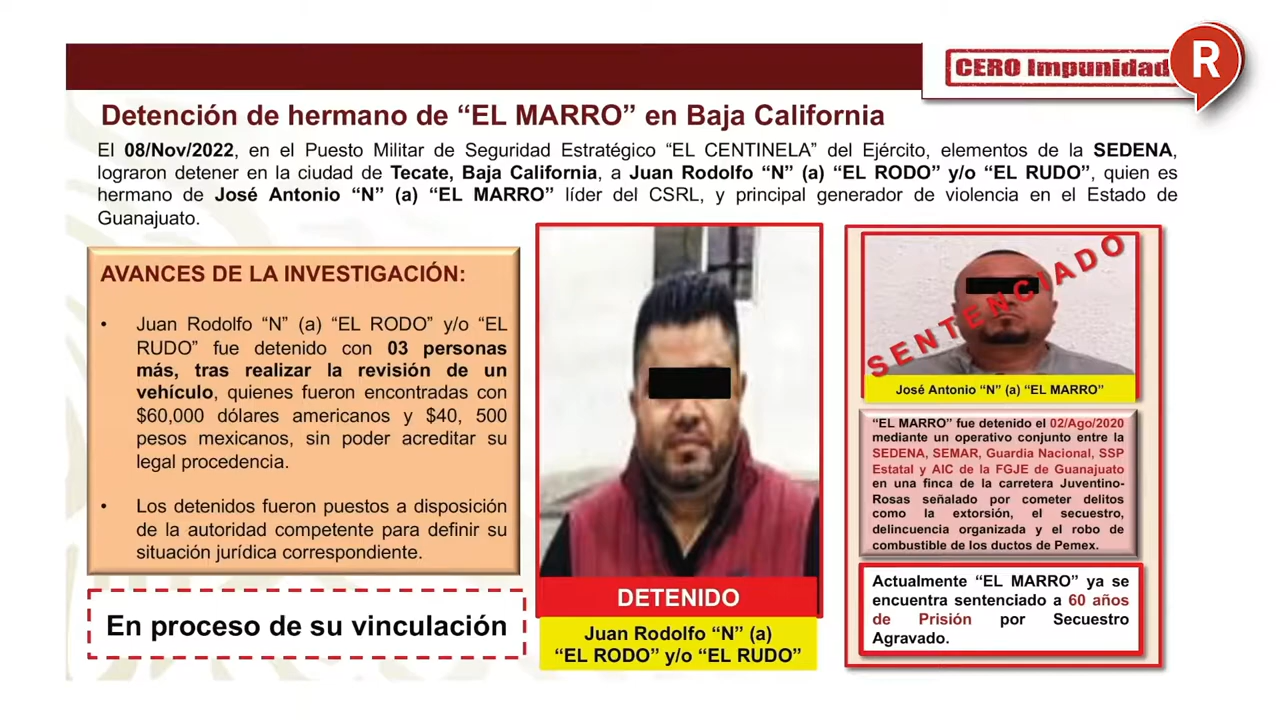 CERO Impunidad
R
Detención de hermano de “EL MARRO” en Baja California
El 08/Nov/2022, en el Puesto Militar de Seguridad Estratégico “EL CENTINELA” del Ejército, elementos de la SEDENA,
lograron detener en la ciudad de Tecate, Baja California, a Juan Rodolfo “N” (a) “EL RODO” y/o “EL RUDO”, quien es
hermano de José Antonio “N” (a) “EL MARRO” líder del CSRL, y principal generador de violencia en el Estado de
Guanajuato.
AVANCES DE LA INVESTIGACIÓN:
• Juan Rodolfo “N” (a) “EL RODO” y/o “EL
RUDO” fue detenido con 03 personas
más, tras realizar la revisión de un
vehículo, quienes fueron encontradas con
$60,000 dólares americanos y $40, 500
pesos mexicanos, sin poder acreditar su
legal procedencia.
• Los detenidos fueron puestos a disposición
de la autoridad competente para definir su
situación jurídica correspondiente.
En proceso de su vinculación
DETENIDO
Juan Rodolfo “N” (a)
“EL RODO” y/o “EL RUDO”
SENTENCIADO
José Antonio “N” (a) “EL MARRO”
“EL MARRO” fue detenido el 02/Ago/2020
mediante un operativo conjunto entre la
SEDENA, SEMAR, Guardia Nacional, SSP
Estatal y AIC de la FGJE de Guanajuato
en una finca de la carretera Juventino-
Rosas señalado por cometer delitos
como la extorsión, el secuestro,
delincuencia organizada y el robo de
combustible de los ductos de Pemex.
Actualmente “EL MARRO” ya se
encuentra sentenciado a 60 años
de Prisión por Secuestro
Agravado.